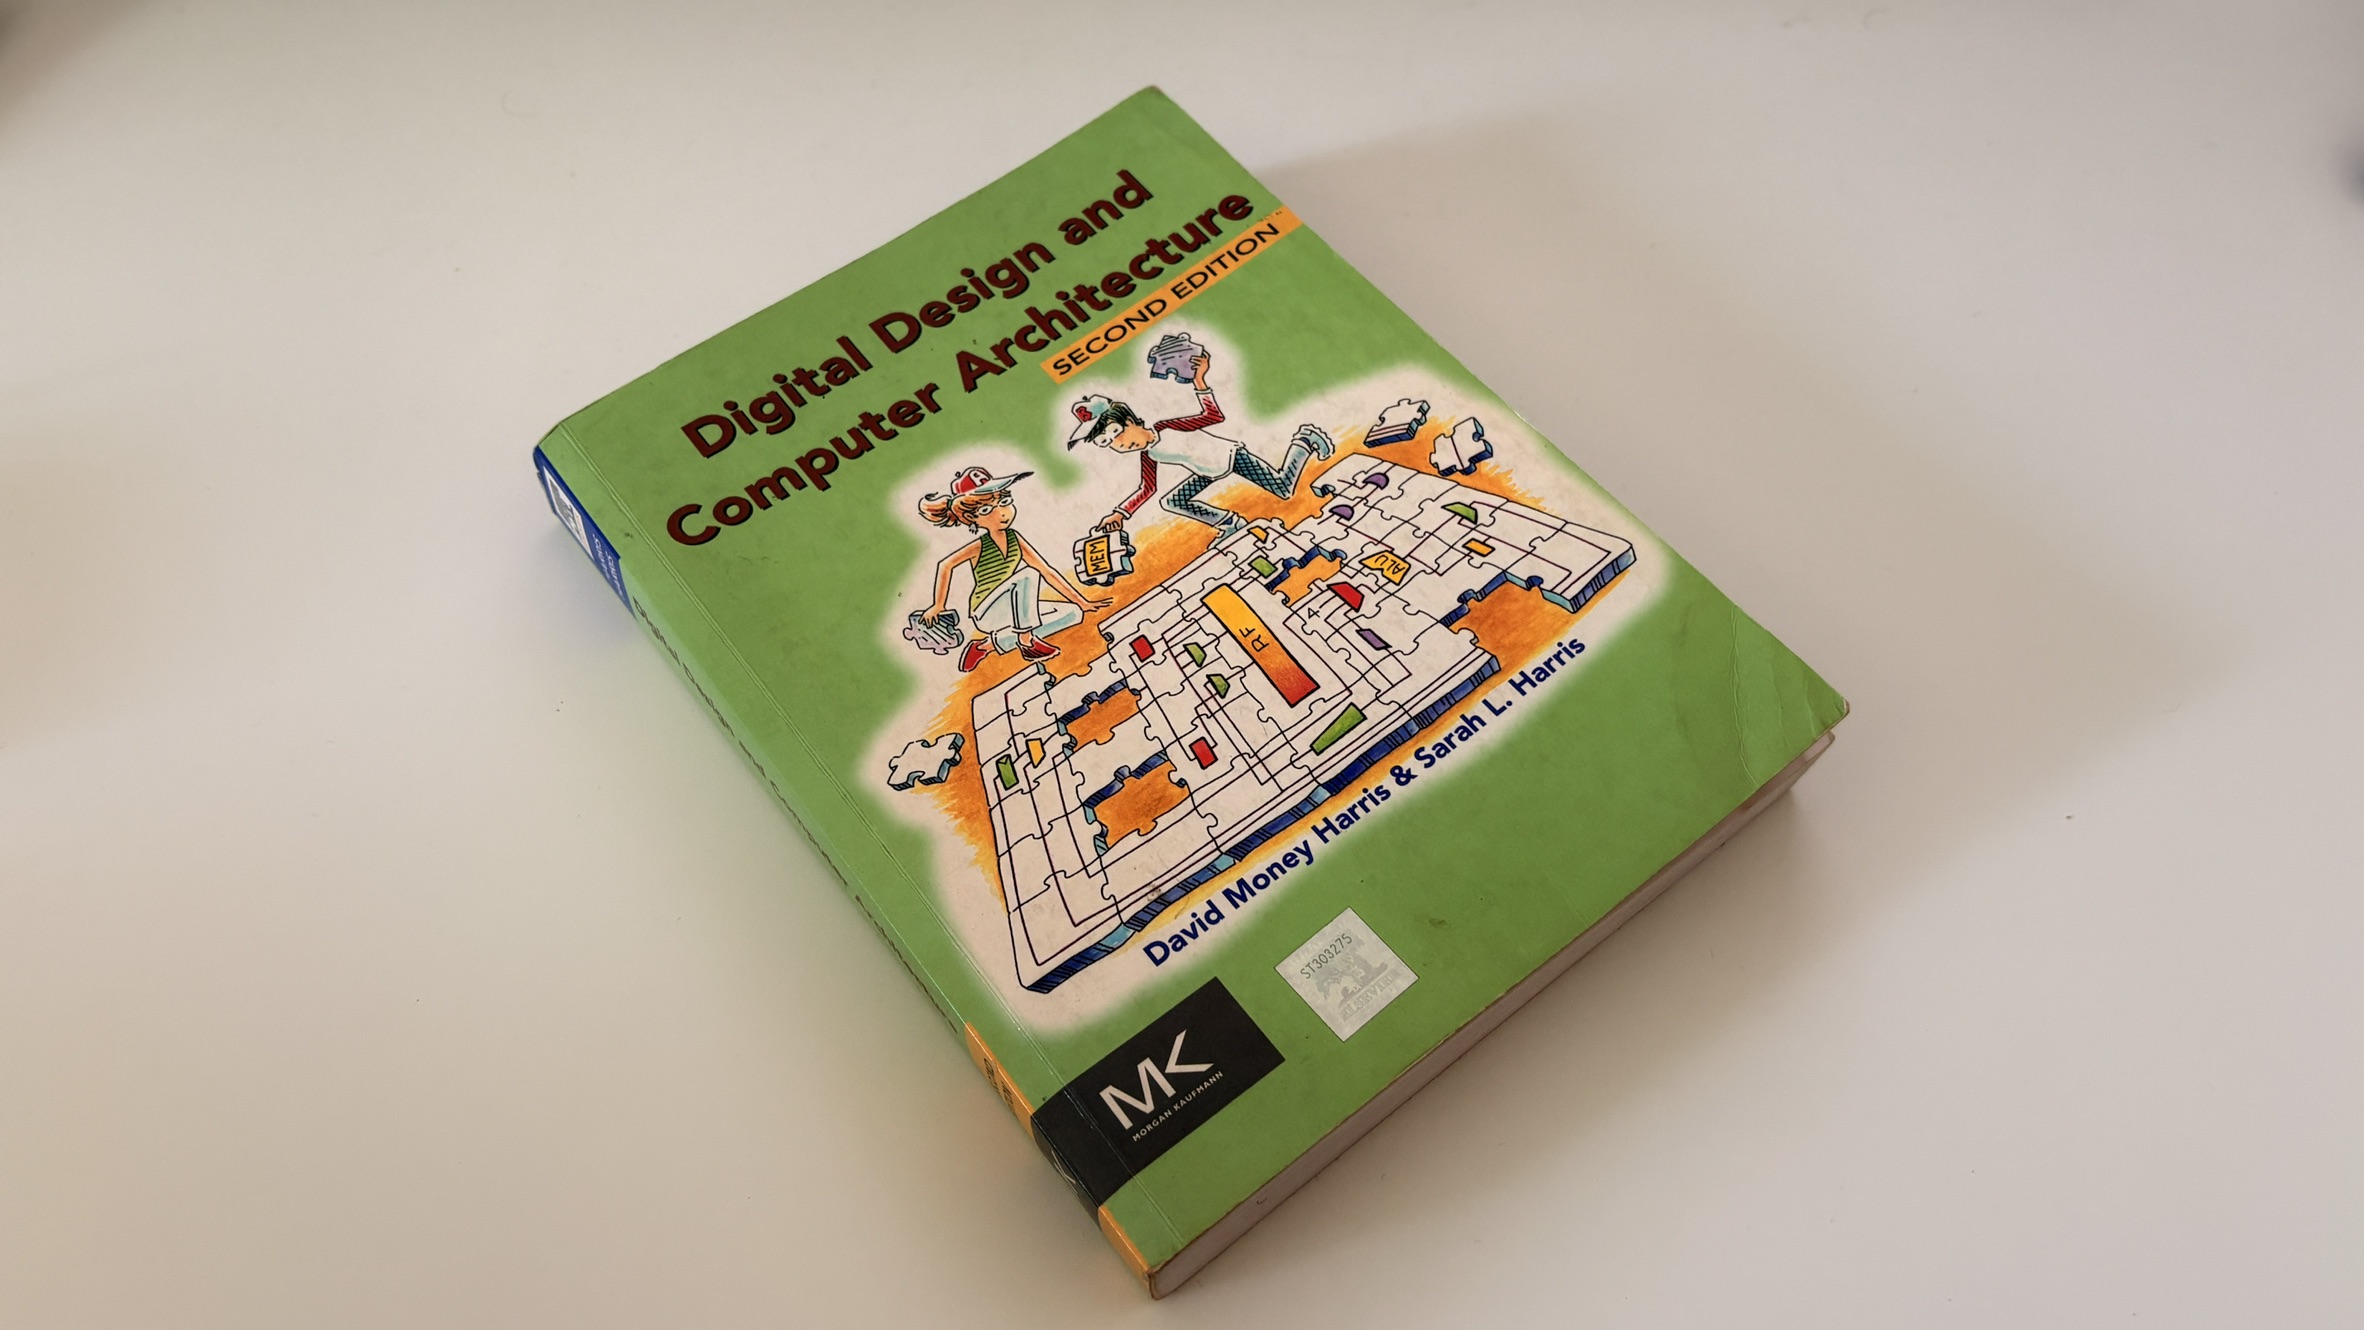 Digital Design and
Computer Architecture
SECOND EDITION
B
A
MEM
ALU
4
RF
David Money Harris & Sarah L. Harris
ST303275
ELSEVIER
MK
MORGAN KAUFMANN
Digital Design and Computer Architecture